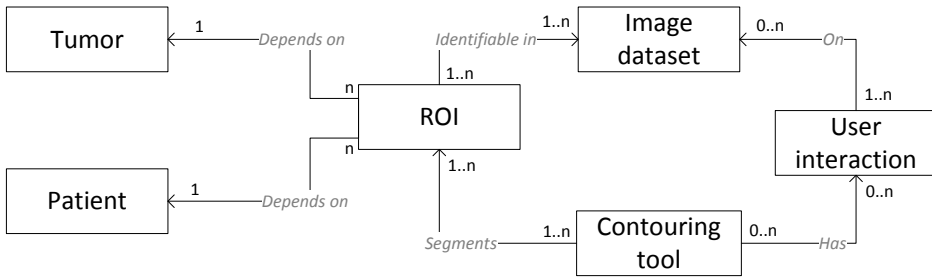 1..n
Image
dataset
0..n
1
Tumor
Depends on
Identifiable in
On
n
1..n
1..n
ROI
User
interaction
n
1..n
1
Patient
Depends on
0..n
1..n
Contouring
tool
0..n
Segments
Has